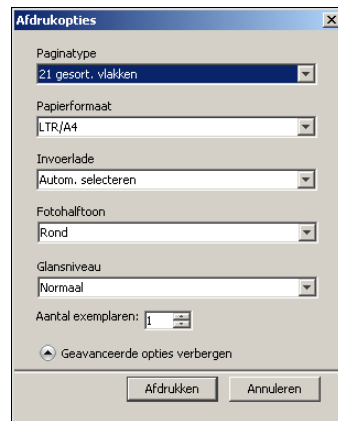 Afdrukopties
Paginatype
21 gesort. vlakken
Papierformaat
LTR/A4
Invoerlade
Autom. selecteren
Fotohalftoon
Rond
Glansniveau
Normaal
Aantal exemplaren: 1
Geavanceerde opties verbergen
Afdrukken Annuleren